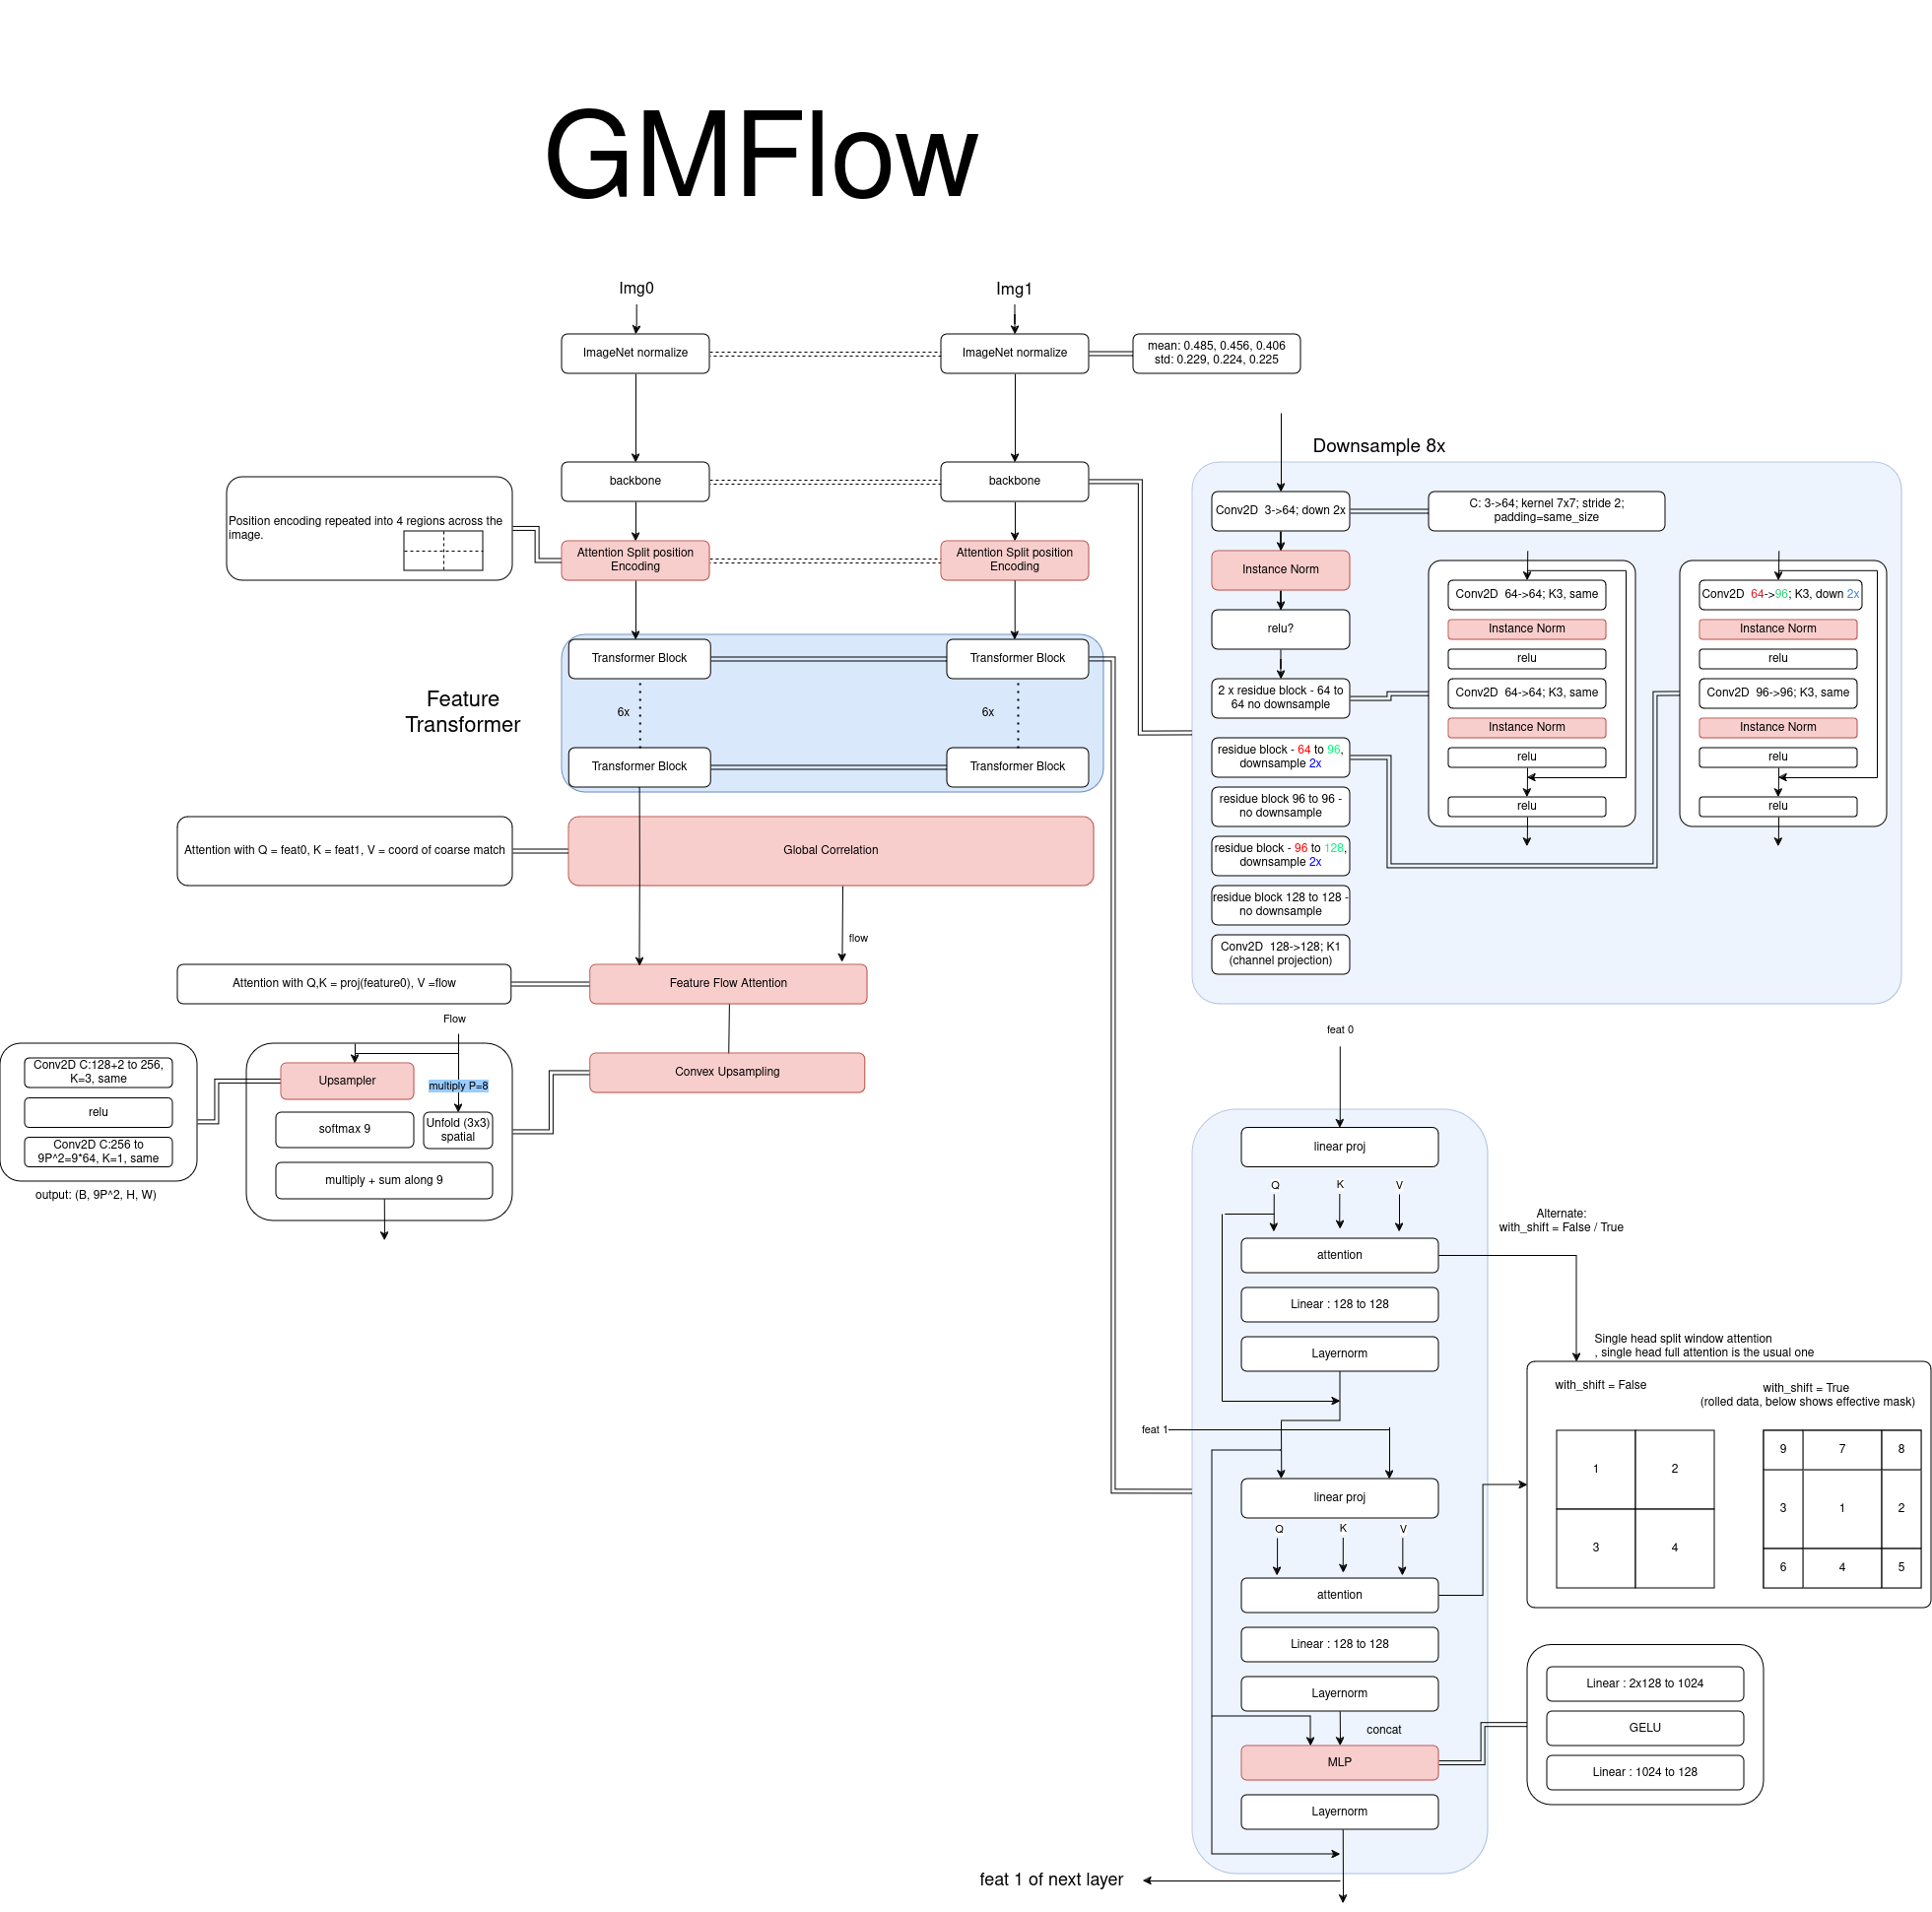 GMFlow
Img0
Img1
ImageNet normalize
ImageNet normalize
mean: 0.485, 0.456, 0.406
std: 0.229, 0.224, 0.225
backbone
backbone
Position encoding repeated into 4 regions across the
image.
Attention Split position
Encoding
Attention Split position
Encoding
Feature
Transformer
Transformer Block
Transformer Block
6x
6x
Transformer Block
Transformer Block
Attention with Q = feat0, K = feat1, V = coord of coarse match
Global Correlation
flow
Attention with Q,K = proj(feature0), V =flow
Feature Flow Attention
Convex Upsampling
Flow
Upsampler
multiply P=8
softmax 9
Unfold (3x3)
spatial
multiply + sum along 9
Conv2D C:128+2 to 256,
K=3, same
relu
Conv2D C:256 to
9P^2=9*64, K=1, same
output: (B, 9P^2, H, W)
Downsample 8x
Conv2D 3->64; down 2x
C: 3->64; kernel 7x7; stride 2;
padding=same_size
Instance Norm
relu?
2 x residue block - 64 to
64 no downsample
residue block - 64 to 96,
downsample 2x
residue block 96 to 96 -
no downsample
residue block - 96 to 128,
downsample 2x
residue block 128 to 128 -
no downsample
Conv2D 128->128; K1
(channel projection)
Conv2D 64->64; K3, same
Instance Norm
relu
Conv2D 64->64; K3, same
Instance Norm
relu
relu
Conv2D 64->96; K3, down 2x
Instance Norm
relu
Conv2D 96->96; K3, same
Instance Norm
relu
relu
feat 0
linear proj
Q
K
V
attention
Linear : 128 to 128
Layernorm
feat 1
linear proj
Q
K
V
attention
Linear : 128 to 128
Layernorm
concat
MLP
Layernorm
feat 1 of next layer
Alternate:
with_shift = False / True
Single head split window attention
, single head full attention is the usual one
with_shift = False
1
2
3
4
with_shift = True
(rolled data, below shows effective mask)
9
7
8
3
1
2
6
4
5
Linear : 2x128 to 1024
GELU
Linear : 1024 to 128